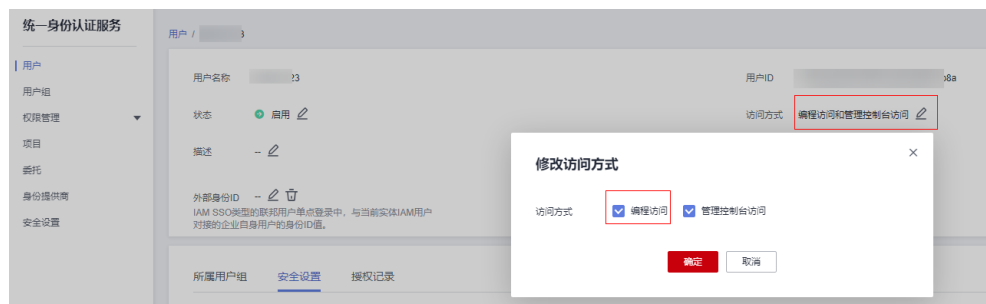 统一身份认证服务
用户 /
用户
用户组
权限管理
项目
委托
身份提供商
安全设置
用户名称 23
用户ID b8a
状态 启用
访问方式 编程访问和管理控制台访问
描述 --
外部身份ID --
IAM SSO类型的联邦用户单点登录中，与当前实体IAM用户
对接的企业自身用户的身份ID值。
修改访问方式
访问方式 编程访问 管理控制台访问
确定 取消
所属用户组 安全设置 授权记录